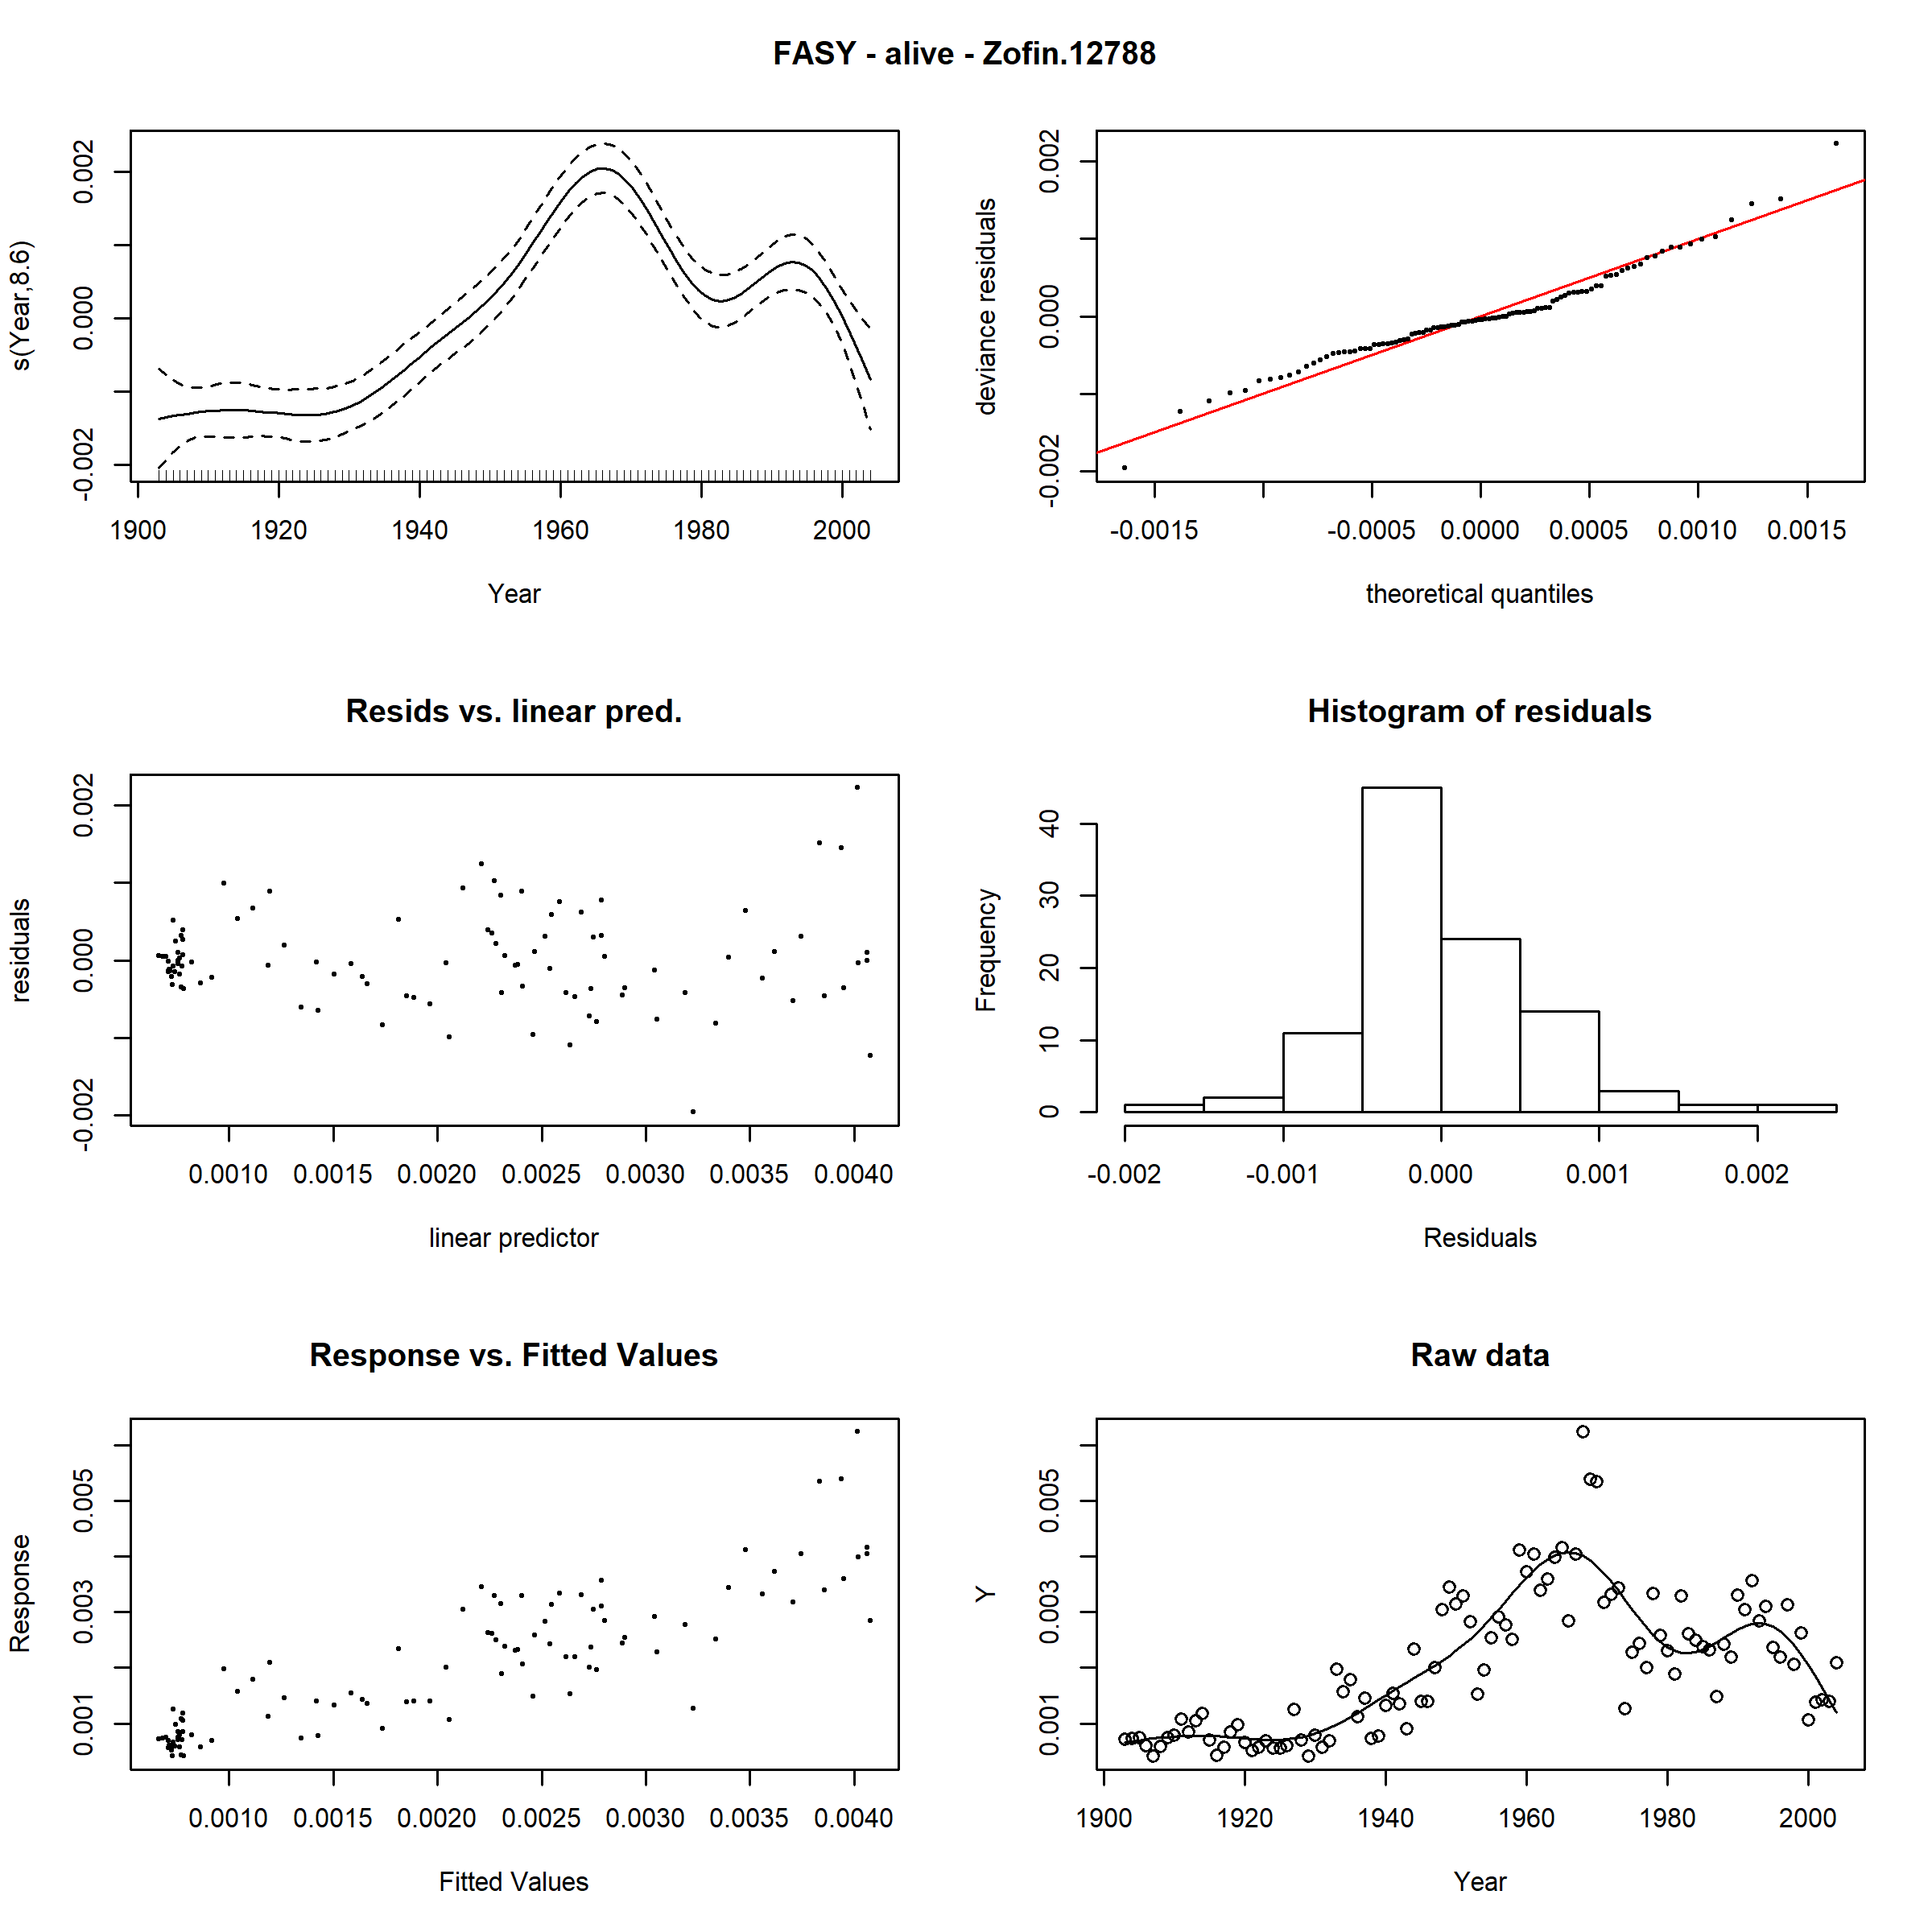 FASY - alive - Zofin.12788
s(Year,8.6)
0.002
0.000
-0.002
1900 1920 1940 1960 1980 2000
Year
deviance residuals
0.002
0.000
-0.002
-0.0015 -0.0005 0.0000 0.0005 0.0010 0.0015
theoretical quantiles
Resids vs. linear pred.
residuals
0.002
0.000
-0.002
0.0010 0.0015 0.0020 0.0025 0.0030 0.0035 0.0040
linear predictor
Histogram of residuals
Frequency
40
30
20
10
0
-0.002 -0.001 0.000 0.001 0.002
Residuals
Response vs. Fitted Values
Response
0.005
0.003
0.001
0.0010 0.0015 0.0020 0.0025 0.0030 0.0035 0.0040
Fitted Values
Raw data
Y
0.005
0.003
0.001
1900 1920 1940 1960 1980 2000
Year